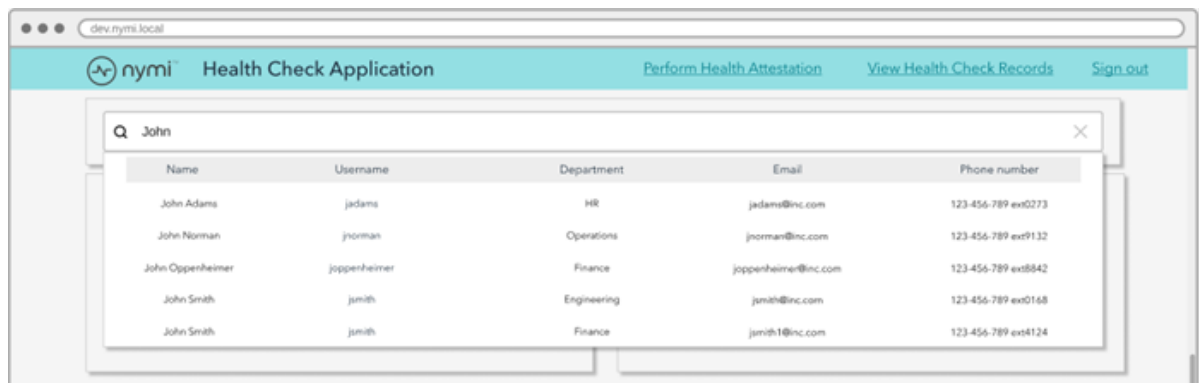 dev.nymi.local
nymi™ Health Check Application Perform Health Attestation View Health Check Records Sign out
John
Name Username Department Email Phone number
John Adams jadams HR jadams@inc.com 123-456-789 ext0273
John Norman jnorman Operations jnorman@inc.com 123-456-789 ext9132
John Oppenheimer joppenheimer Finance joppenheimer@inc.com 123-456-789 ext8842
John Smith jsmith Engineering jsmith@inc.com 123-456-789 ext0168
John Smith jsmith Finance jsmith1@inc.com 123-456-789 ext4124